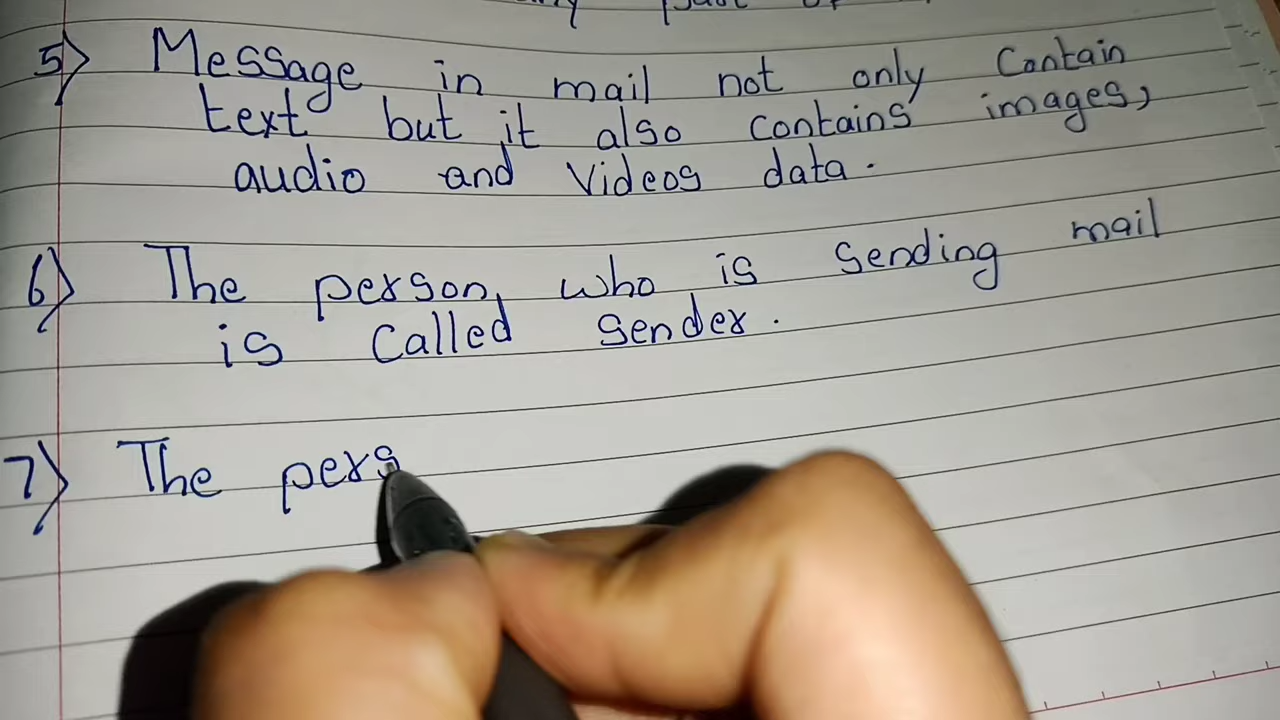 5) Message in mail not only Contain
text but it also contains images,
audio and Videos data.
6) The person, who is sending mail
is Called sender.
7) The pers